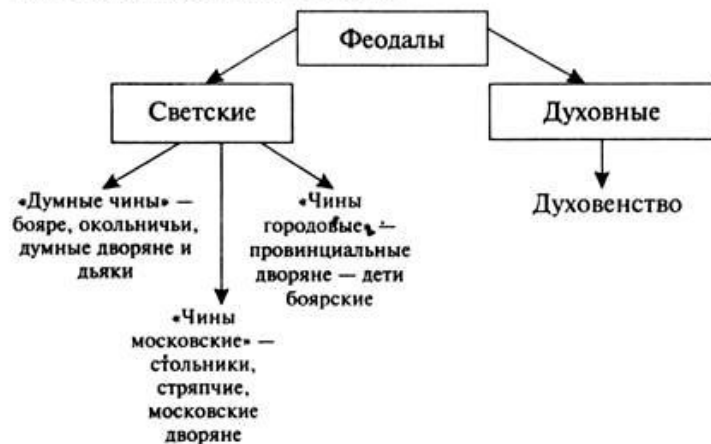 Феодалы
Светские
Духовные
«Думные чины» —
бояре, окольничьи,
думные дворяне и
дьяки
«Чины
городовые» —
провинциальные
дворяне — дети
боярские
Духовенство
«Чины
московские» —
стольники,
стряпчие,
московские
дворяне